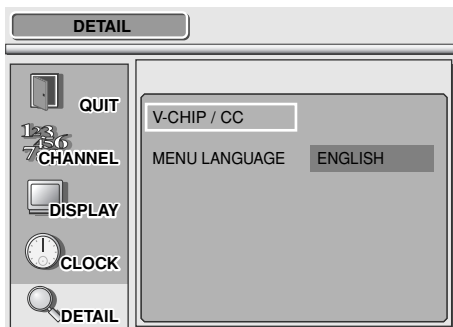 DETAIL
QUIT
123
456
7
CHANNEL
DISPLAY
CLOCK
DETAIL
V-CHIP / CC
MENU LANGUAGE ENGLISH